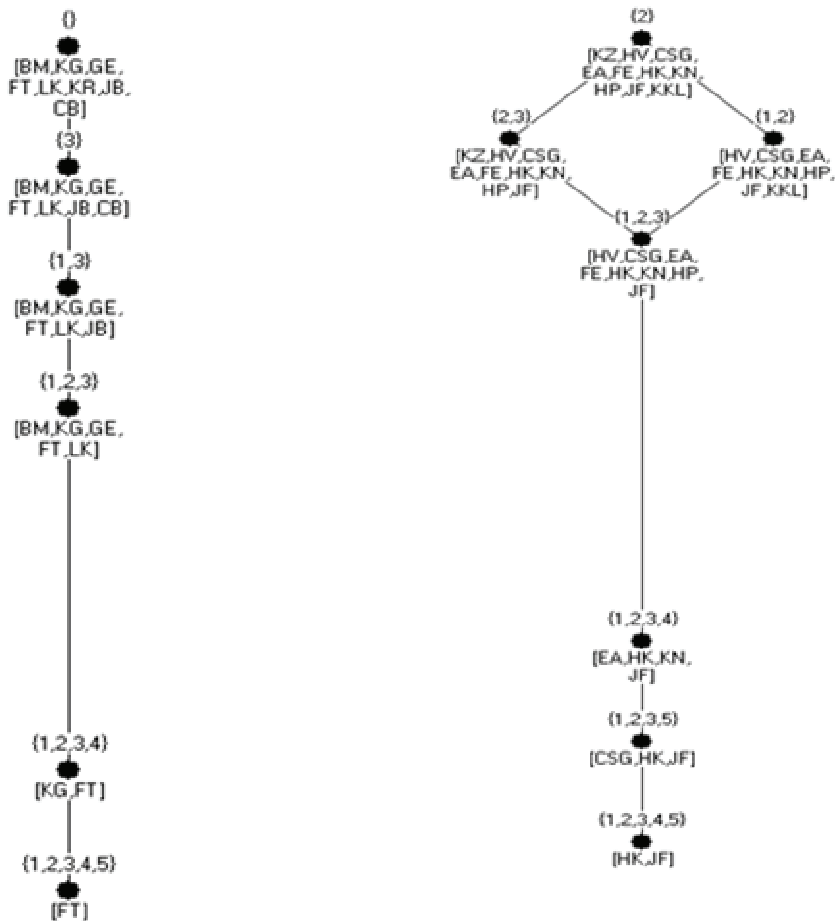 {}
[BM,KG,GE,
FT,LK,KR,JB,
CB]
{3}
[BM,KG,GE,
FT,LK,JB,CB]
{1,3}
[BM,KG,GE,
FT,LK,JB]
{1,2,3}
[BM,KG,GE,
FT,LK]
{1,2,3,4}
[KG,FT]
{1,2,3,4,5}
[FT]
{2}
[KZ,HV,CSG,
EA,FE,HK,KN,
HP,JF,KKL]
{2,3}
[KZ,HV,CSG,
EA,FE,HK,KN,
HP,JF]
{1,2}
[HV,CSG,EA,
FE,HK,KN,HP,
JF,KKL]
{1,2,3}
[HV,CSG,EA,
FE,HK,KN,HP,
JF]
{1,2,3,4}
[EA,HK,KN,
JF]
{1,2,3,5}
[CSG,HK,JF]
{1,2,3,4,5}
[HK,JF]